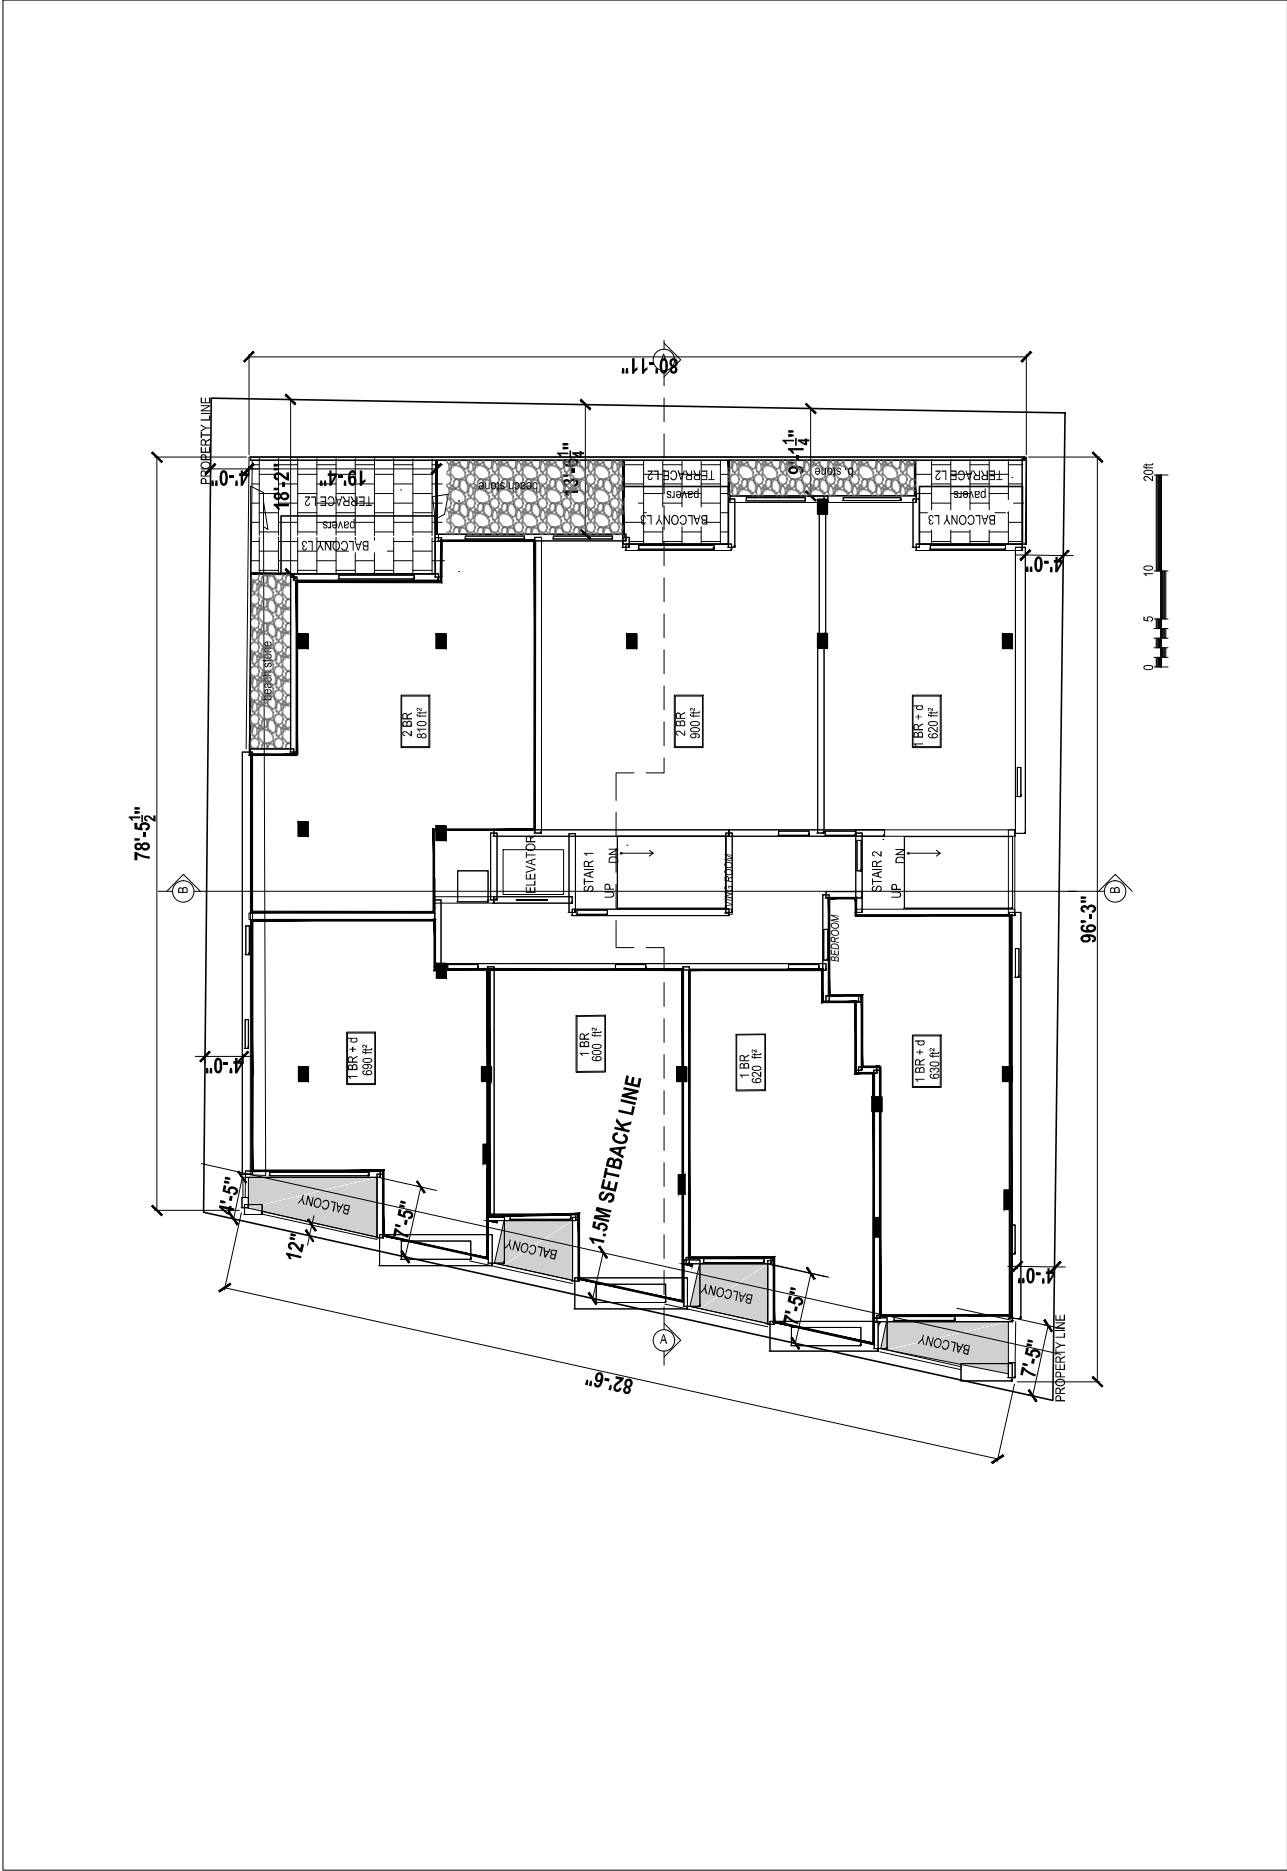 80'-11"
A
PROPERTY LINE
4'-0"
18'-2"
19'-4"
TERRACE L2
pavers
BALCONY L3
beach stone
13'-6 1/4"
TERRACE L2
pavers
BALCONY L3
9'-1 1/4"
b. stone
TERRACE L2
pavers
BALCONY L3
4'-0"
20ft
10
5
0
beach stone
2 BR
810 ft²
2 BR
900 ft²
1 BR + d
620 ft²
78'-5 1/2"
B
ELEVATOR
STAIR 1
UP
DN
LIVING ROOM
STAIR 2
UP
DN
B
BEDROOM
96'-3"
1 BR + d
690 ft²
1 BR
600 ft²
1 BR
620 ft²
1 BR + d
630 ft²
4'-0"
1.5M SETBACK LINE
4'-5"
BALCONY
12"
7'-5"
BALCONY
BALCONY
7'-5"
BALCONY
4'-0"
7'-5"
PROPERTY LINE
A
82'-6"